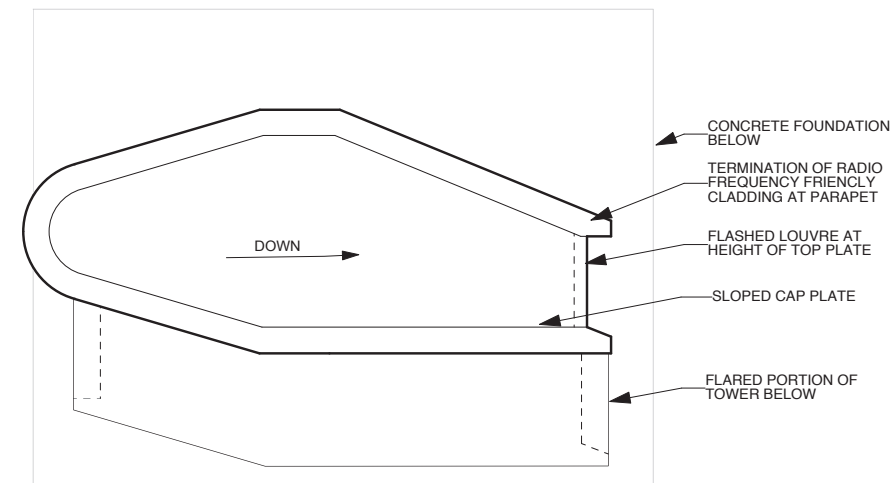 CONCRETE FOUNDATION
BELOW
TERMINATION OF RADIO
FREQUENCY FRIENCLY
CLADDING AT PARAPET
DOWN
FLASHED LOUVRE AT
HEIGHT OF TOP PLATE
SLOPED CAP PLATE
FLARED PORTION OF
TOWER BELOW